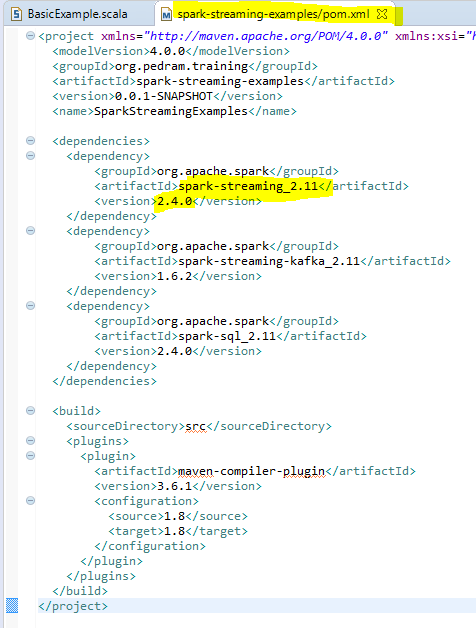 BasicExample.scala
spark-streaming-examples/pom.xml
<project xmlns="http://maven.apache.org/POM/4.0.0" xmlns:xsi="
<modelVersion>4.0.0</modelVersion>
<groupId>org.pedram.training</groupId>
<artifactId>spark-streaming-examples</artifactId>
<version>0.0.1-SNAPSHOT</version>
<name>SparkStreamingExamples</name>
<dependencies>
<dependency>
<groupId>org.apache.spark</groupId>
<artifactId>spark-streaming_2.11</artifactId>
<version>2.4.0</version>
</dependency>
<dependency>
<groupId>org.apache.spark</groupId>
<artifactId>spark-streaming-kafka_2.11</artifactId>
<version>1.6.2</version>
</dependency>
<dependency>
<groupId>org.apache.spark</groupId>
<artifactId>spark-sql_2.11</artifactId>
<version>2.4.0</version>
</dependency>
</dependencies>
<build>
<sourceDirectory>src</sourceDirectory>
<plugins>
<plugin>
<artifactId>maven-compiler-plugin</artifactId>
<version>3.6.1</version>
<configuration>
<source>1.8</source>
<target>1.8</target>
</configuration>
</plugin>
</plugins>
</build>
</project>